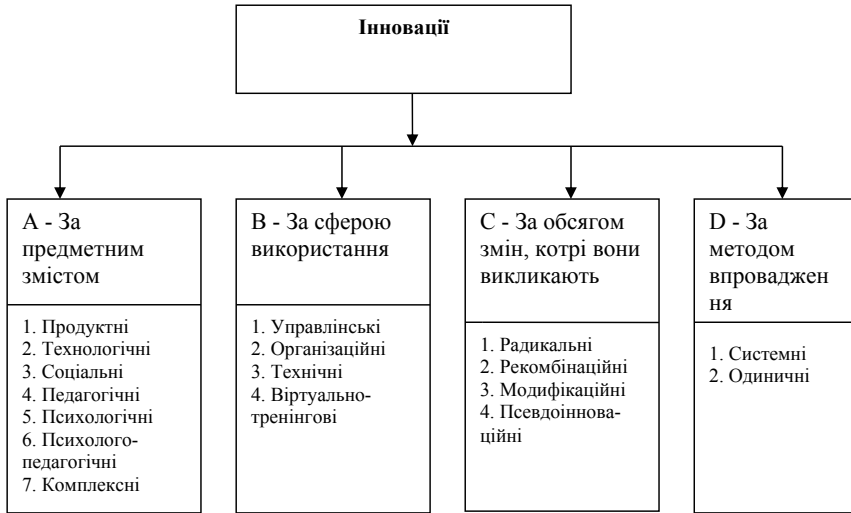 Інновації
А - За
предметним
змістом
1. Продуктні
2. Технологічні
3. Соціальні
4. Педагогічні
5. Психологічні
6. Психолого-
педагогічні
7. Комплексні
В - За сферою
використання
1. Управлінські
2. Організаційні
3. Технічні
4. Віртуально-
тренінгові
С - За обсягом
змін, котрі вони
викликають
1. Радикальні
2. Рекомбінаційні
3. Модифікаційні
4. Псевдоіннова-
ційні
D - За
методом
впроваджен
ня
1. Системні
2. Одиничні